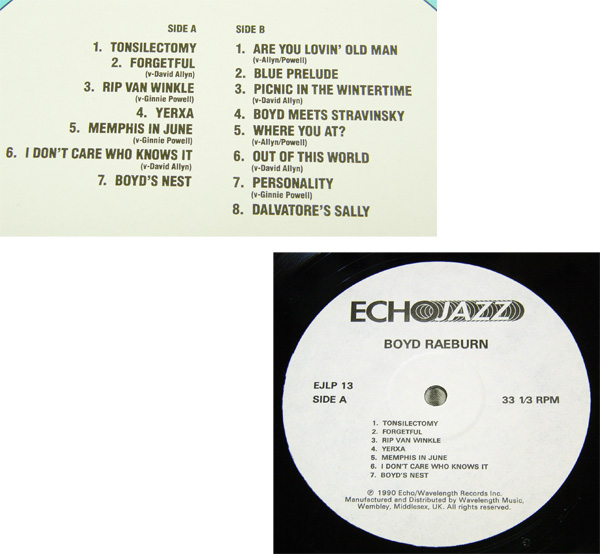 SIDE A
1. TONSILECTOMY
2. FORGETFUL
(v-David Allyn)
3. RIP VAN WINKLE
(v-Ginnie Powell)
4. YERXA
5. MEMPHIS IN JUNE
(v-Ginnie Powell)
6. I DON'T CARE WHO KNOWS IT
(v-David Allyn)
7. BOYD'S NEST
SIDE B
1. ARE YOU LOVIN' OLD MAN
(v-Allyn/Powell)
2. BLUE PRELUDE
3. PICNIC IN THE WINTERTIME
(v-David Allyn)
4. BOYD MEETS STRAVINSKY
5. WHERE YOU AT?
(v-Allyn/Powell)
6. OUT OF THIS WORLD
(v-David Allyn)
7. PERSONALITY
(v-Ginnie Powell)
8. DALVATORE'S SALLY
ECHO JAZZ
BOYD RAEBURN
EJLP 13
SIDE A
33 1/3 RPM
1. TONSILECTOMY
2. FORGETFUL
3. RIP VAN WINKLE
4. YERXA
5. MEMPHIS IN JUNE
6. I DON'T CARE WHO KNOWS IT
7. BOYD'S NEST
℗ 1990 Echo/Wavelength Records Inc.
Manufactured and Distributed by Wavelength Music,
Wembley, Middlesex, UK. All rights reserved.